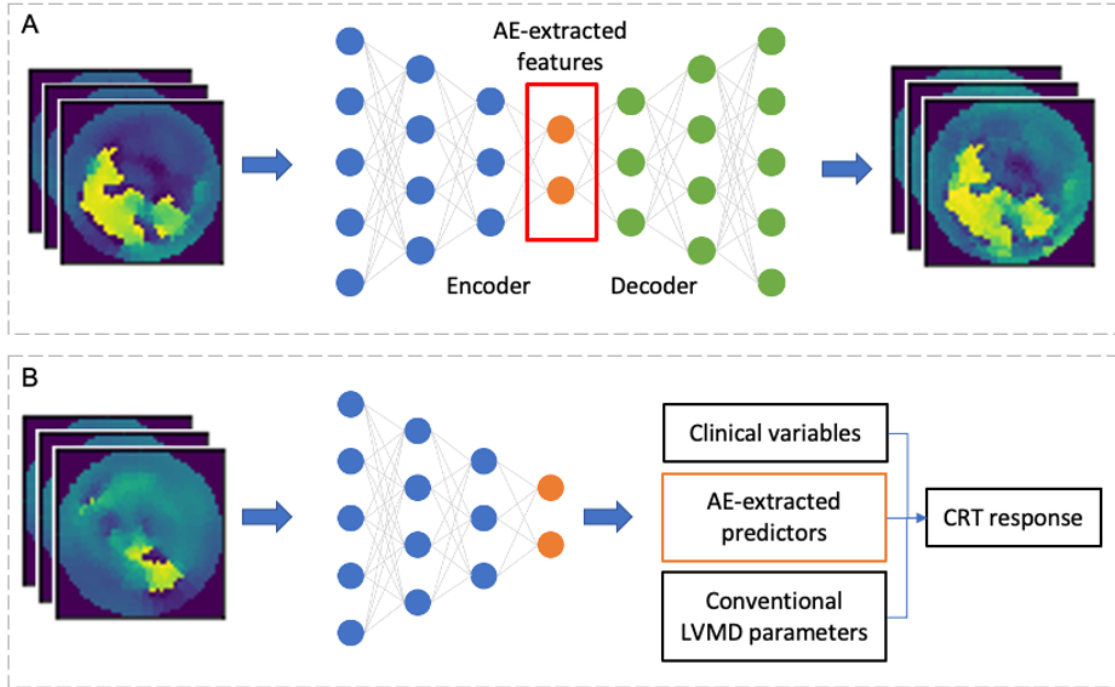 A
AE-extracted
features
Encoder
Decoder
B
Clinical variables
AE-extracted
predictors
Conventional
LVMD parameters
CRT response